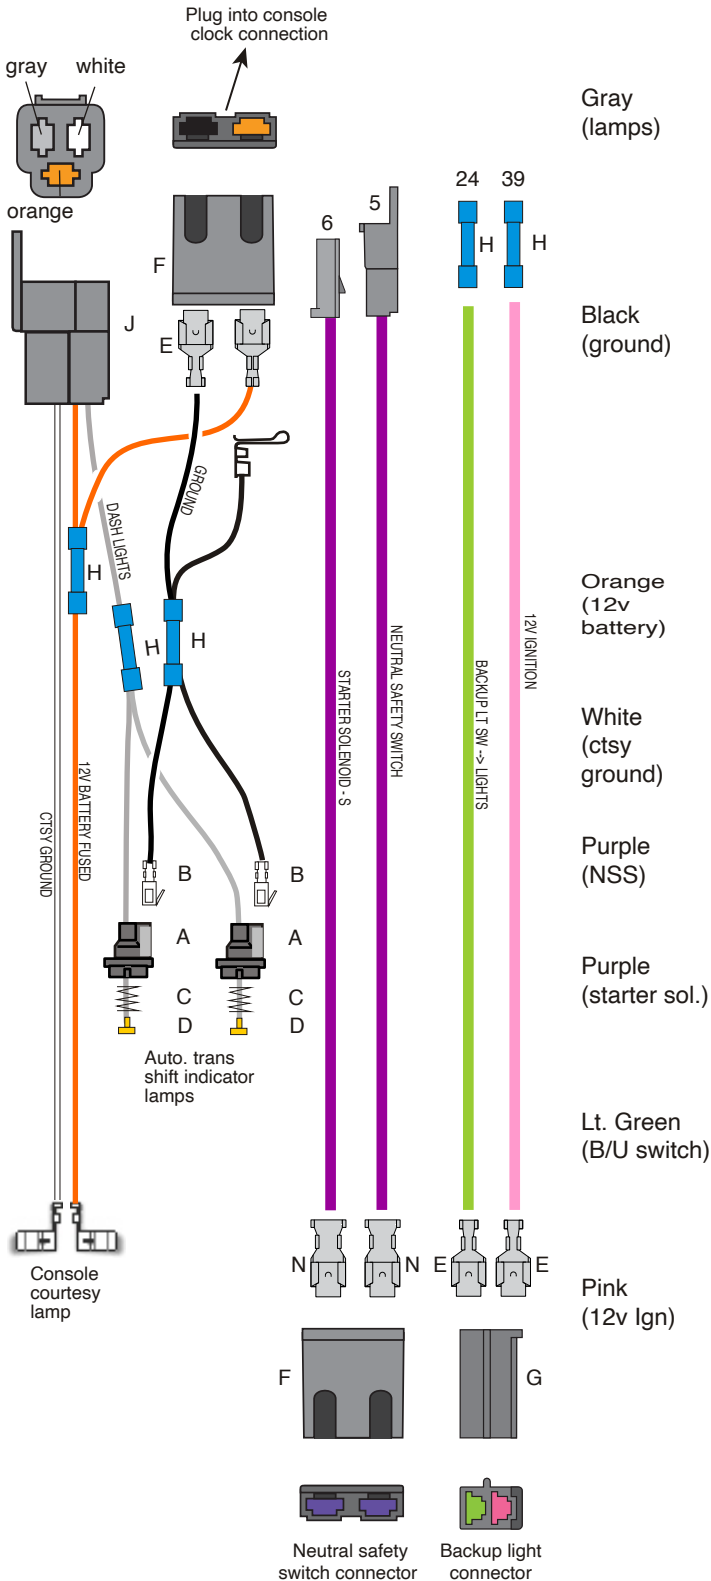 Plug into console
clock connection
gray
white
orange
Gray
(lamps)
24
39
5
6
H
H
F
J
E
Black
(ground)
GROUND
DASH LIGHTS
H
H
H
Orange
(12v
battery)
12V IGNITION
NEUTRAL SAFETY SWITCH
STARTER SOLENOID - S
BACKUP LT SW -> LIGHTS
White
(ctsy
ground)
12V BATTERY FUSED
CTSY GROUND
Purple
(NSS)
B
B
A
A
Purple
(starter sol.)
C
C
D
D
Auto. trans
shift indicator
lamps
Lt. Green
(B/U switch)
N
N
E
E
Console
courtesy
lamp
Pink
(12v Ign)
F
G
Neutral safety
switch connector
Backup light
connector